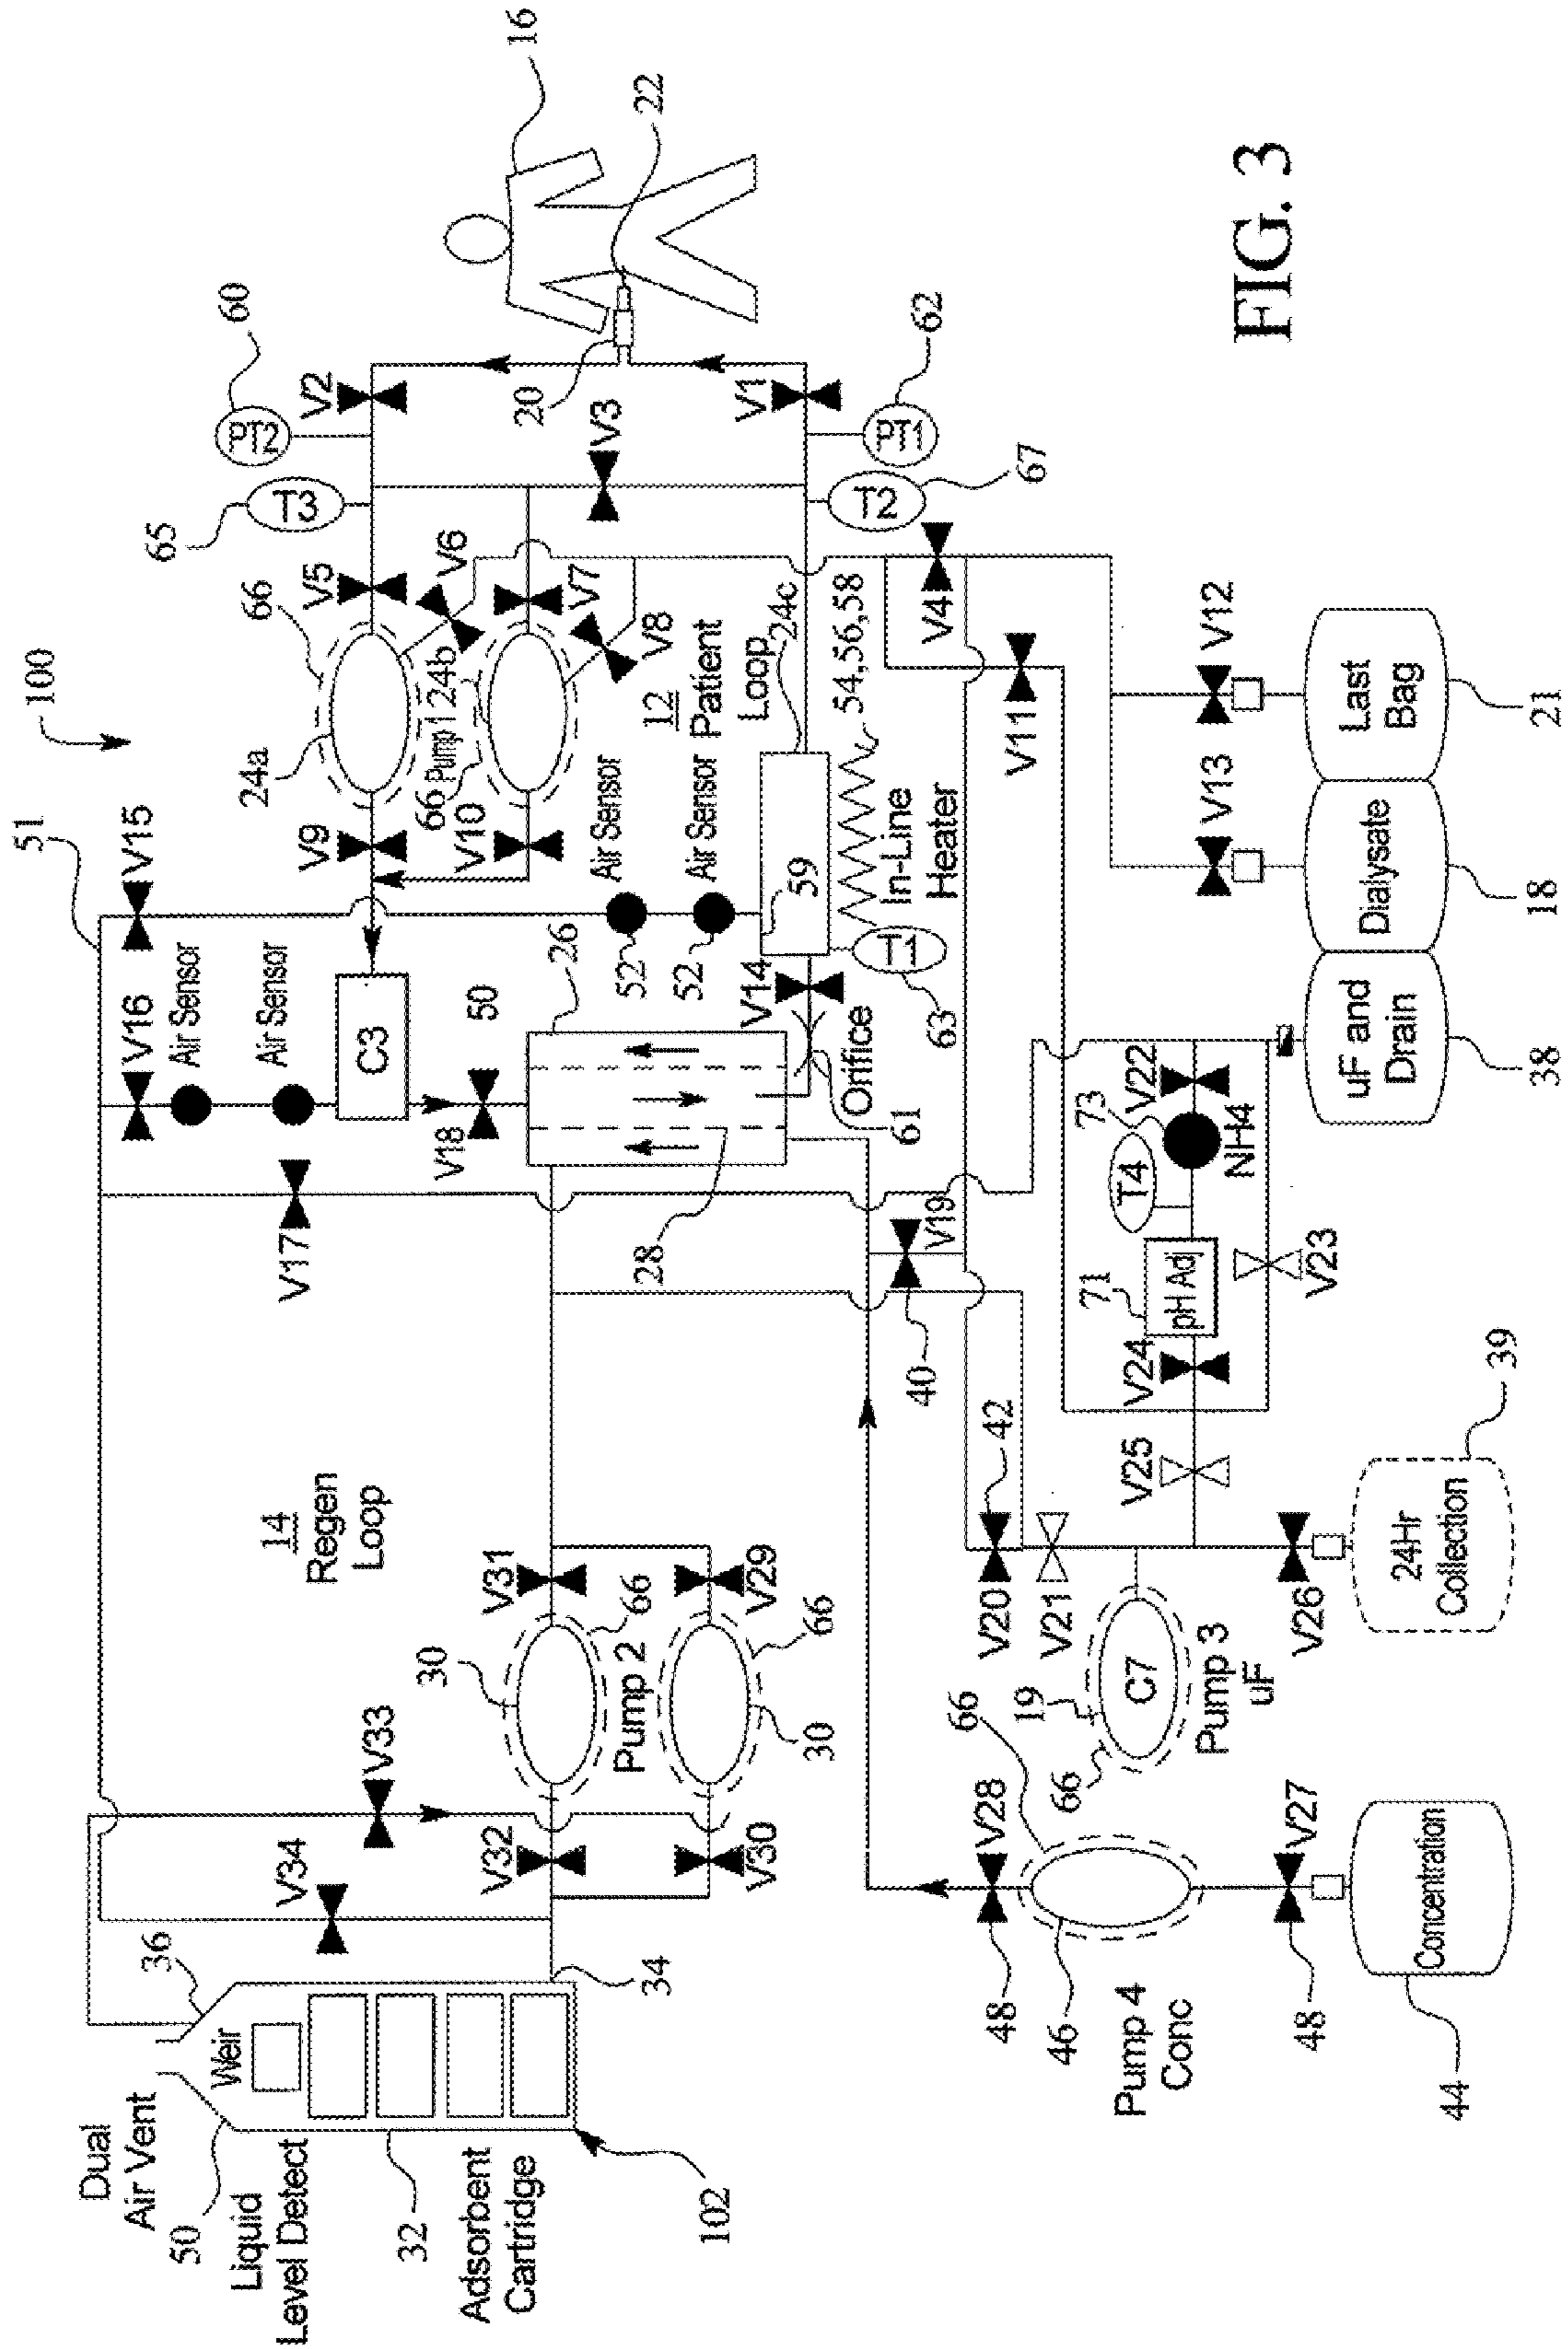 FIG. 3
100
51
16
22
20
60
PT2
V2
65
T3
V3
V1
PT1
62
T2
67
V5
66
24a
V6
V7
V8
Pump 1
24b
66
V9
V10
12
Patient
Loop
24c
54,56,58
59
In-Line
Heater
T1
63
V14
Orifice
61
Air Sensor
Air Sensor
52
52
V15
V16
Air Sensor
Air Sensor
C3
50
V18
26
28
V17
V4
V11
V12
V13
Last
Bag
21
Dialysate
18
uF and
Drain
38
V22
73
NH4
T4
71
pH Adj
V24
V23
V25
V19
40
42
V20
V21
V26
24Hr
Collection
39
C7
19
66
Pump 3
uF
14
Regen
Loop
V31
V29
30
66
Pump 2
66
30
V33
V34
V32
V30
34
36
Weir
Dual
Air Vent
50
Liquid
Level Detect
32
Adsorbent
Cartridge
102
V28
48
66
46
Pump 4
Conc
V27
48
Concentration
44